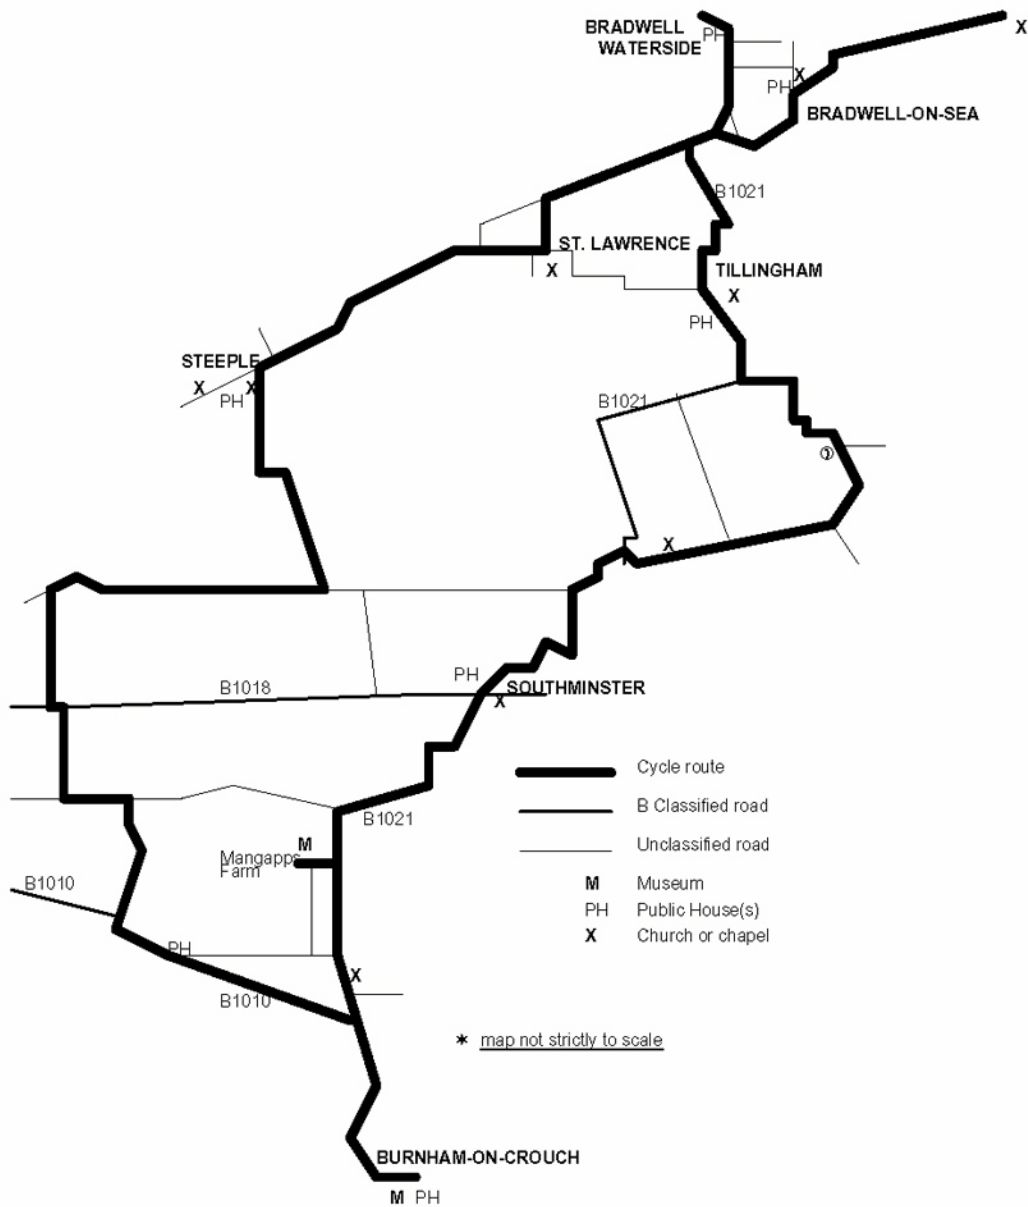 X
BRADWELL
PH
WATERSIDE
X
PH
BRADWELL-ON-SEA
B1021
ST. LAWRENCE
X
TILLINGHAM
X
PH
STEEPLE
X
X
PH
B1021
X
PH
B1018
SOUTHMINSTER
X
Cycle route
B Classified road
B1021
Unclassified road
M
Mangapps
Farm
B1010
M Museum
PH Public House(s)
X Church or chapel
PH
X
B1010
* map not strictly to scale
BURNHAM-ON-CROUCH
M PH